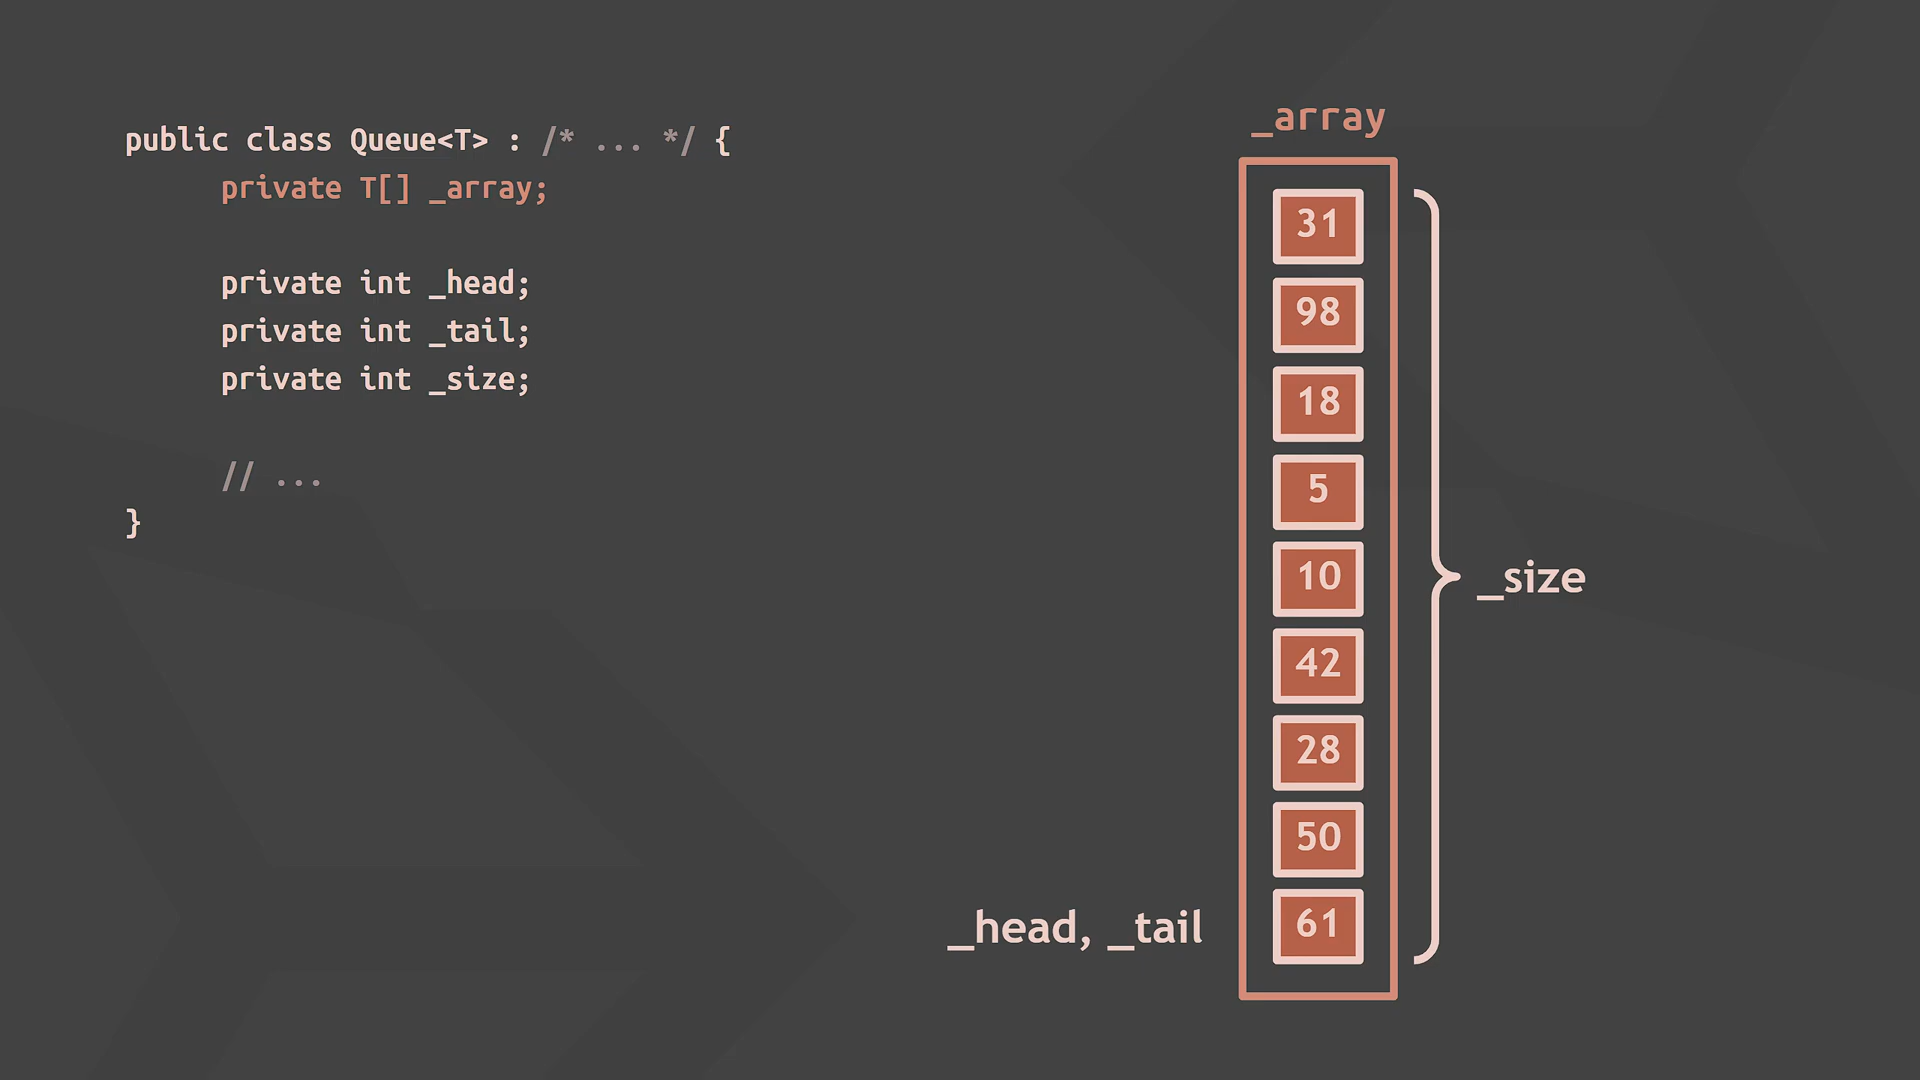 public class Queue<T> : /* ... */ {
private T[] _array;
private int _head;
private int _tail;
private int _size;
// ...
}
_array
31
98
18
5
10
42
28
50
61
_size
_head, _tail